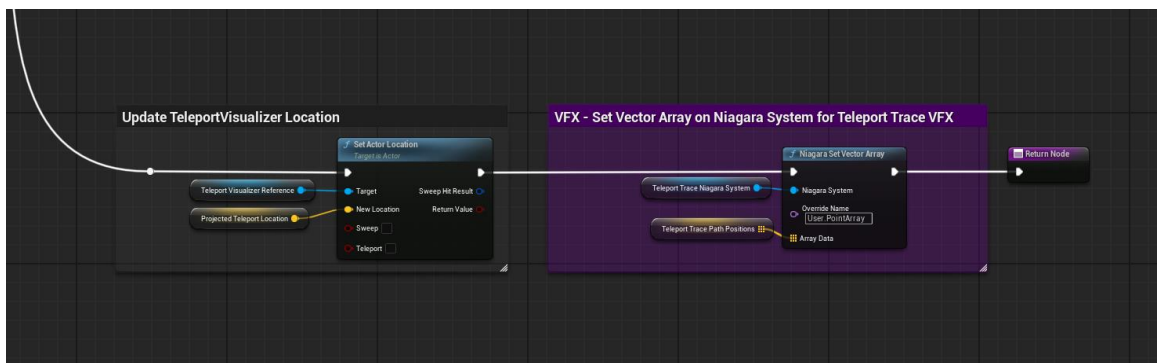 Update TeleportVisualizer Location
Set Actor Location
Target is Actor
Teleport Visualizer Reference
Target
Sweep Hit Result
Projected Teleport Location
New Location
Return Value
Sweep
Teleport
VFX - Set Vector Array on Niagara System for Teleport Trace VFX
Niagara Set Vector Array
Teleport Trace Niagara System
Niagara System
Override Name
User.PointArray
Teleport Trace Path Positions
Array Data
Return Node